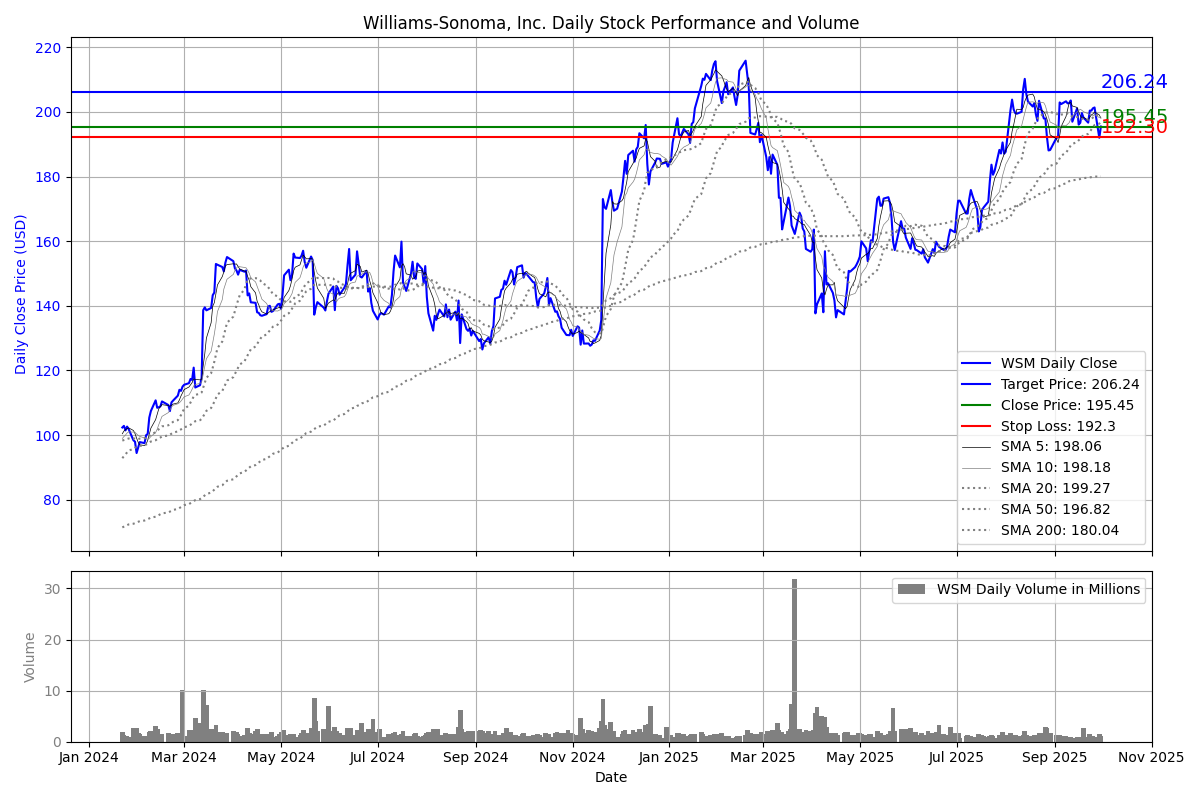 Williams-Sonoma, Inc. Daily Stock Performance and Volume
Daily Close Price (USD)
220
200
180
160
140
120
100
80
206.24
195.45
192.30
WSM Daily Close
Target Price: 206.24
Close Price: 195.45
Stop Loss: 192.3
SMA 5: 198.06
SMA 10: 198.18
SMA 20: 199.27
SMA 50: 196.82
SMA 200: 180.04
Volume
30
20
10
0
WSM Daily Volume in Millions
Jan 2024 Mar 2024 May 2024 Jul 2024 Sep 2024 Nov 2024 Jan 2025 Mar 2025 May 2025 Jul 2025 Sep 2025 Nov 2025
Date